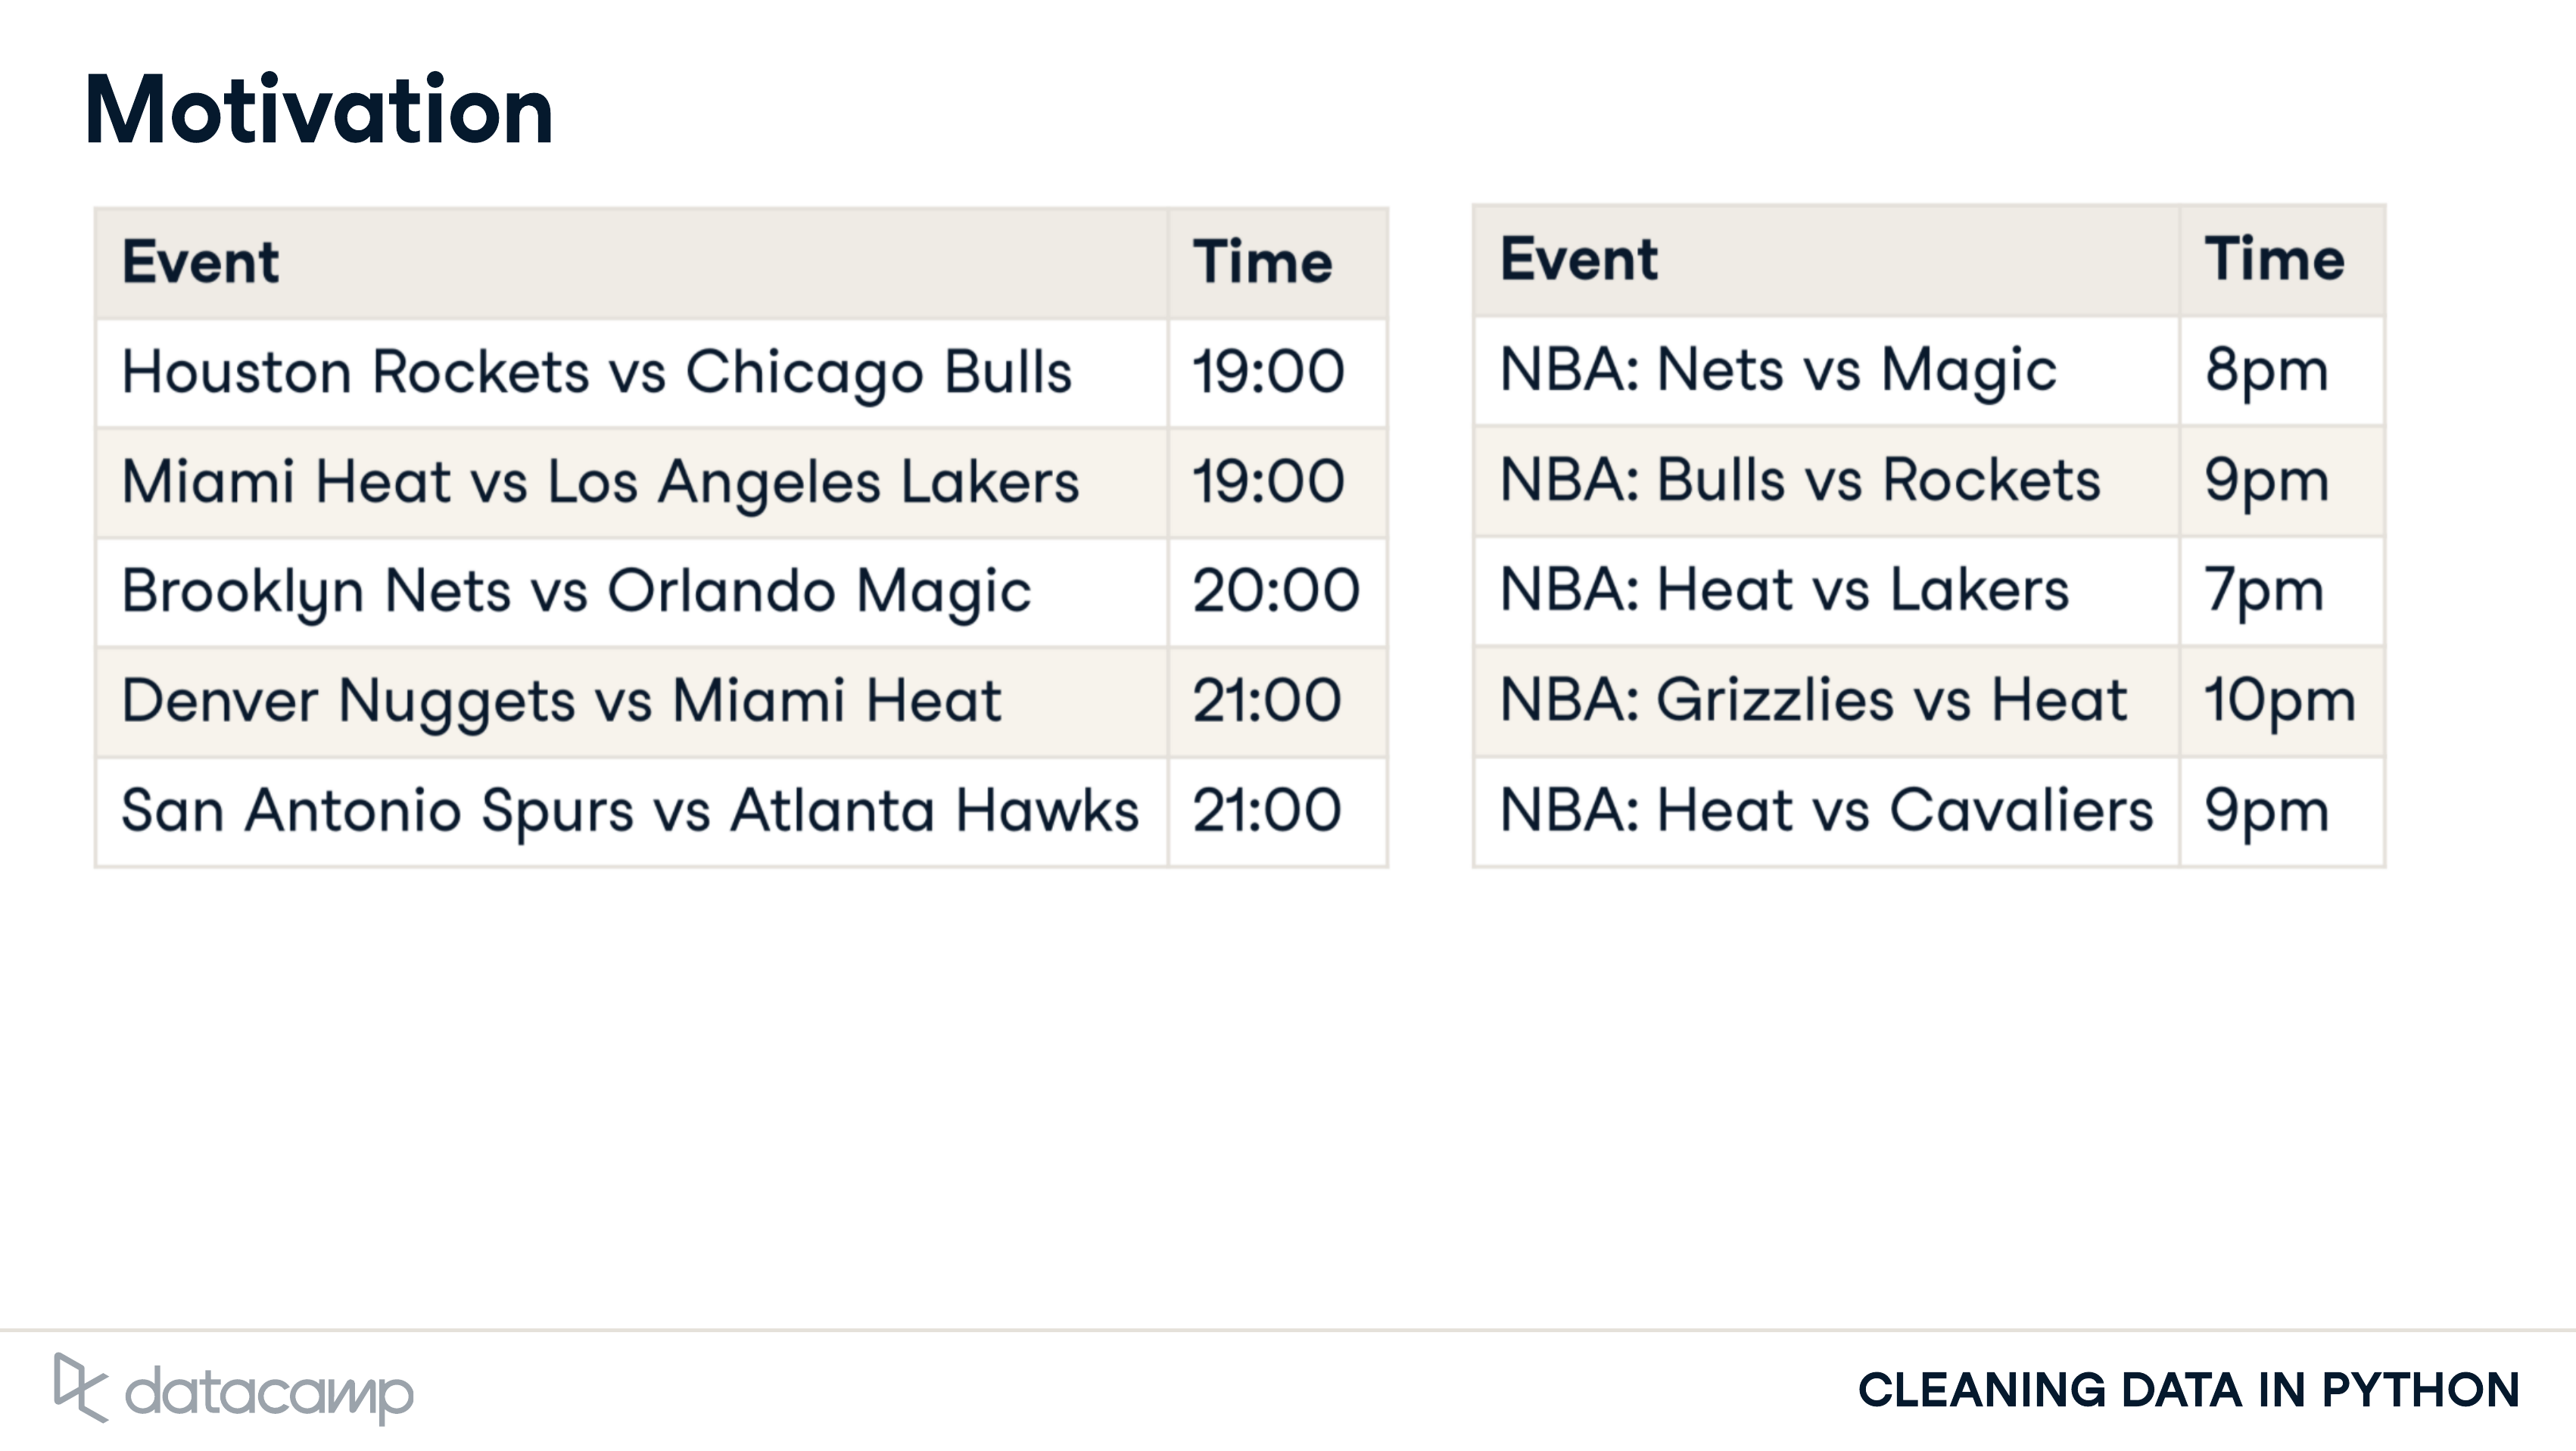 Motivation
Event Time
Houston Rockets vs Chicago Bulls 19:00
Miami Heat vs Los Angeles Lakers 19:00
Brooklyn Nets vs Orlando Magic 20:00
Denver Nuggets vs Miami Heat 21:00
San Antonio Spurs vs Atlanta Hawks 21:00
Event Time
NBA: Nets vs Magic 8pm
NBA: Bulls vs Rockets 9pm
NBA: Heat vs Lakers 7pm
NBA: Grizzlies vs Heat 10pm
NBA: Heat vs Cavaliers 9pm
datacamp
CLEANING DATA IN PYTHON